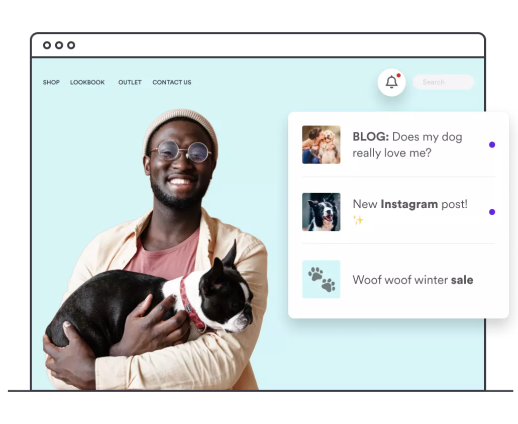 SHOP LOOKBOOK OUTLET CONTACT US Search
BLOG: Does my dog
really love me?
New Instagram post!
✨
Woof woof winter sale